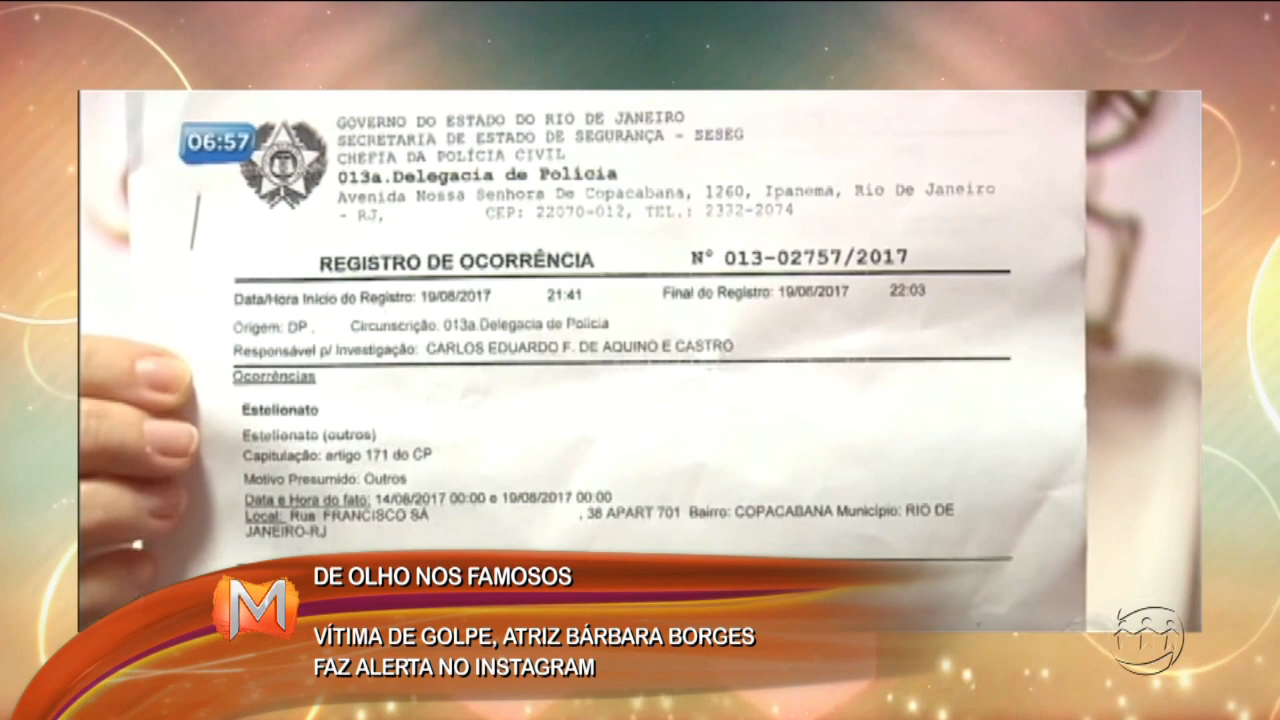 06:57
GOVERNO DO ESTADO DO RIO DE JANEIRO
SECRETARIA DE ESTADO DE SEGURANÇA - SESEG
CHEFIA DA POLÍCIA CIVIL
013a.Delegacia de Polícia
Avenida Nossa Senhora De Copacabana, 1260, Ipanema, Rio De Janeiro
- RJ, CEP: 22070-012, TEL.: 2332-2074
REGISTRO DE OCORRÊNCIA Nº 013-02757/2017
Data/Hora Início do Registro: 19/08/2017 21:41 Final do Registro: 19/08/2017 22:03
Origem: DP . Circunscrição: 013a.Delegacia de Polícia
Responsável p/ Investigação: CARLOS EDUARDO F. DE AQUINO E CASTRO
Ocorrências
Estelionato
Estelionato (outros)
Capitulação: artigo 171 do CP
Motivo Presumido: Outros
Data e Hora do fato: 14/08/2017 00:00 e 19/08/2017 00:00
Local: Rua FRANCISCO SÁ , 38 APART 701 Bairro: COPACABANA Município: RIO DE
JANEIRO-RJ
M
DE OLHO NOS FAMOSOS
VÍTIMA DE GOLPE, ATRIZ BÁRBARA BORGES
FAZ ALERTA NO INSTAGRAM